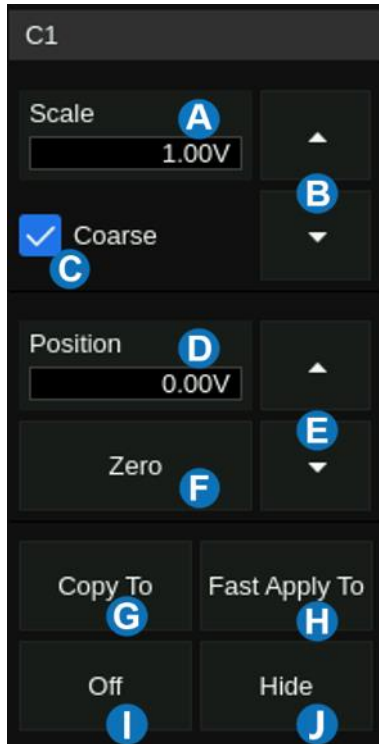 C1
Scale A
1.00V
B
Coarse
C
Position D
0.00V
E
Zero
F
Copy To Fast Apply To
G H
Off Hide
I J